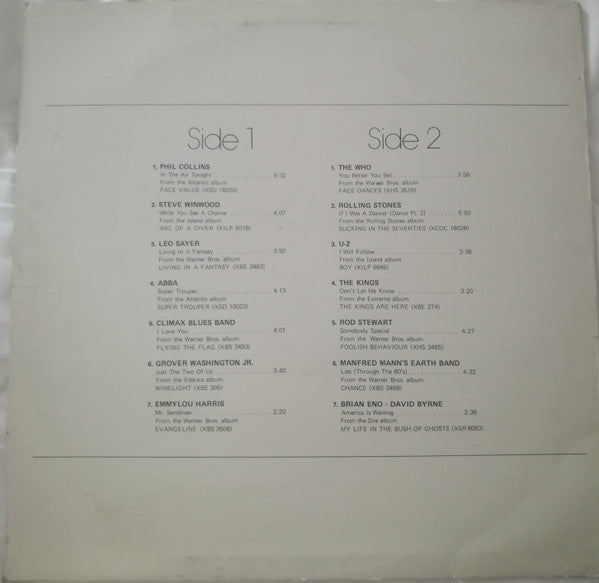 Side 1
1. PHIL COLLINS
In The Air Tonight . . . . . . . . . . . . . . . 5:32
From the Atlantic album
FACE VALUE (XSD 16029)
2. STEVE WINWOOD
While You See A Chance . . . . . . . . . . 4:07
From the Island album
ARC OF A DIVER (XILP 9576)
3. LEO SAYER
Living In A Fantasy . . . . . . . . . . . . . . 3:50
From the Warner Bros. album
LIVING IN A FANTASY (XBS 3483)
4. ABBA
Super Trouper . . . . . . . . . . . . . . . . . 4:13
From the Atlantic album
SUPER TROUPER (XSD 16023)
5. CLIMAX BLUES BAND
I Love You . . . . . . . . . . . . . . . . . . . 4:01
From the Warner Bros. album
FLYING THE FLAG (XBS 3493)
6. GROVER WASHINGTON JR.
Just The Two Of Us . . . . . . . . . . . . . 3:40
From the Elektra album
WINELIGHT (X6E 305)
7. EMMYLOU HARRIS
Mr. Sandman . . . . . . . . . . . . . . . . . 2:20
From the Warner Bros. album
EVANGELINE (XBS 3508)
Side 2
1. THE WHO
You Better You Bet . . . . . . . . . . . . . . 3:58
From the Warner Bros. album
FACE DANCES (XHS 3516)
2. ROLLING STONES
If I Was A Dancer (Dance Pt. 2) . . . . . . 5:50
From the Rolling Stones album
SUCKING IN THE SEVENTIES (XCOC 16028)
3. U-2
I Will Follow . . . . . . . . . . . . . . . . . . 3:36
From the Island album
BOY (XILP 9646)
4. THE KINGS
Don't Let Me Know . . . . . . . . . . . . . 3:20
From the Extreme album
THE KINGS ARE HERE (X6E 274)
5. ROD STEWART
Somebody Special . . . . . . . . . . . . . . 4:27
From the Warner Bros. album
FOOLISH BEHAVIOUR (XHS 3485)
6. MANFRED MANN'S EARTH BAND
Lies (Through The 80's) . . . . . . . . . . . 4:32
From the Warner Bros. album
CHANCE (XBS 3498)
7. BRIAN ENO - DAVID BYRNE
America Is Waiting . . . . . . . . . . . . . . 3:36
From the Sire album
MY LIFE IN THE BUSH OF GHOSTS (XSR 6093)